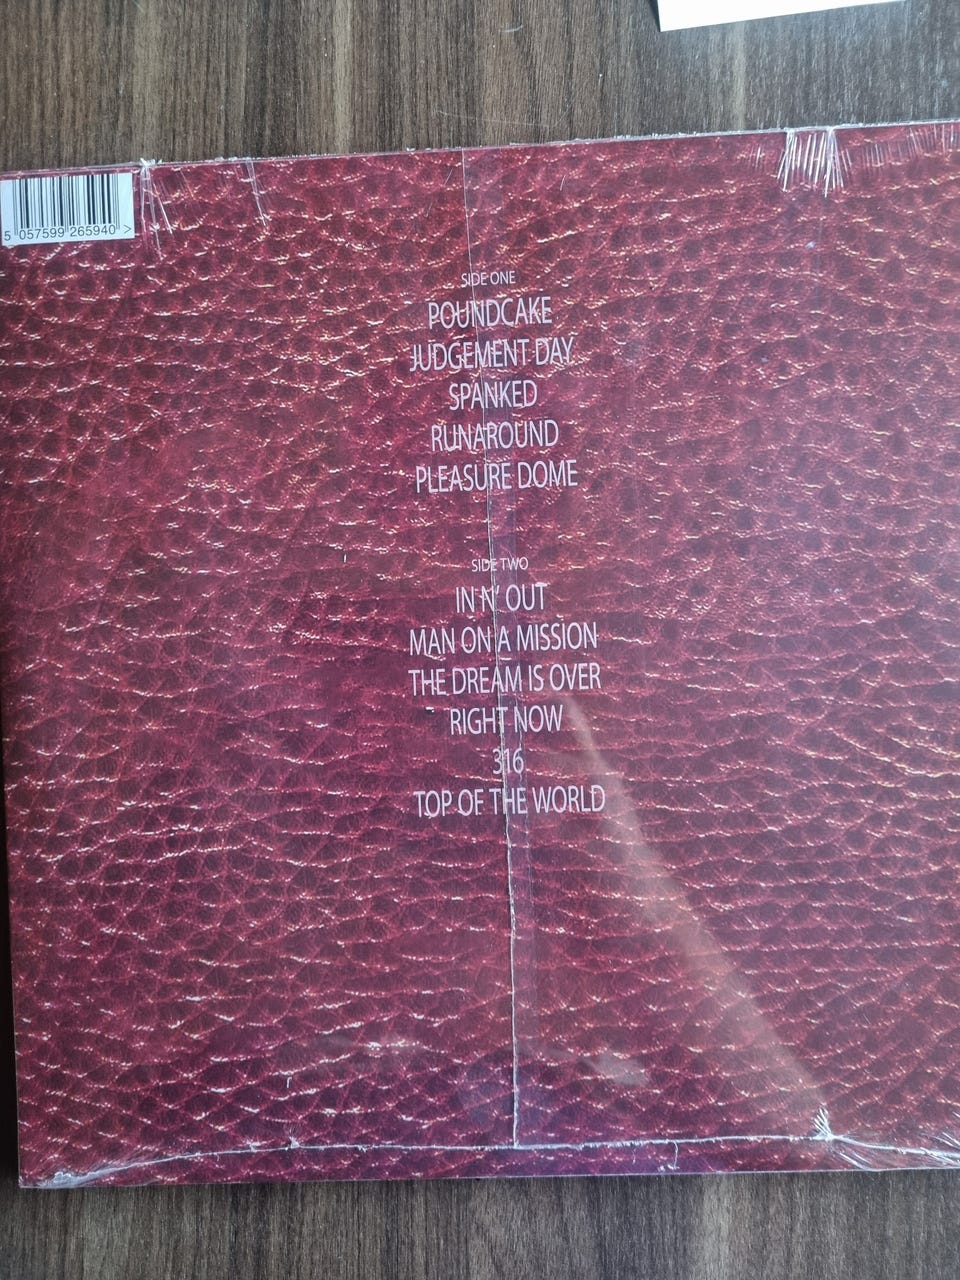 5 057599 265940 >
SIDE ONE
POUNDCAKE
JUDGEMENT DAY
SPANKED
RUNAROUND
PLEASURE DOME
SIDE TWO
IN N' OUT
MAN ON A MISSION
THE DREAM IS OVER
RIGHT NOW
316
TOP OF THE WORLD